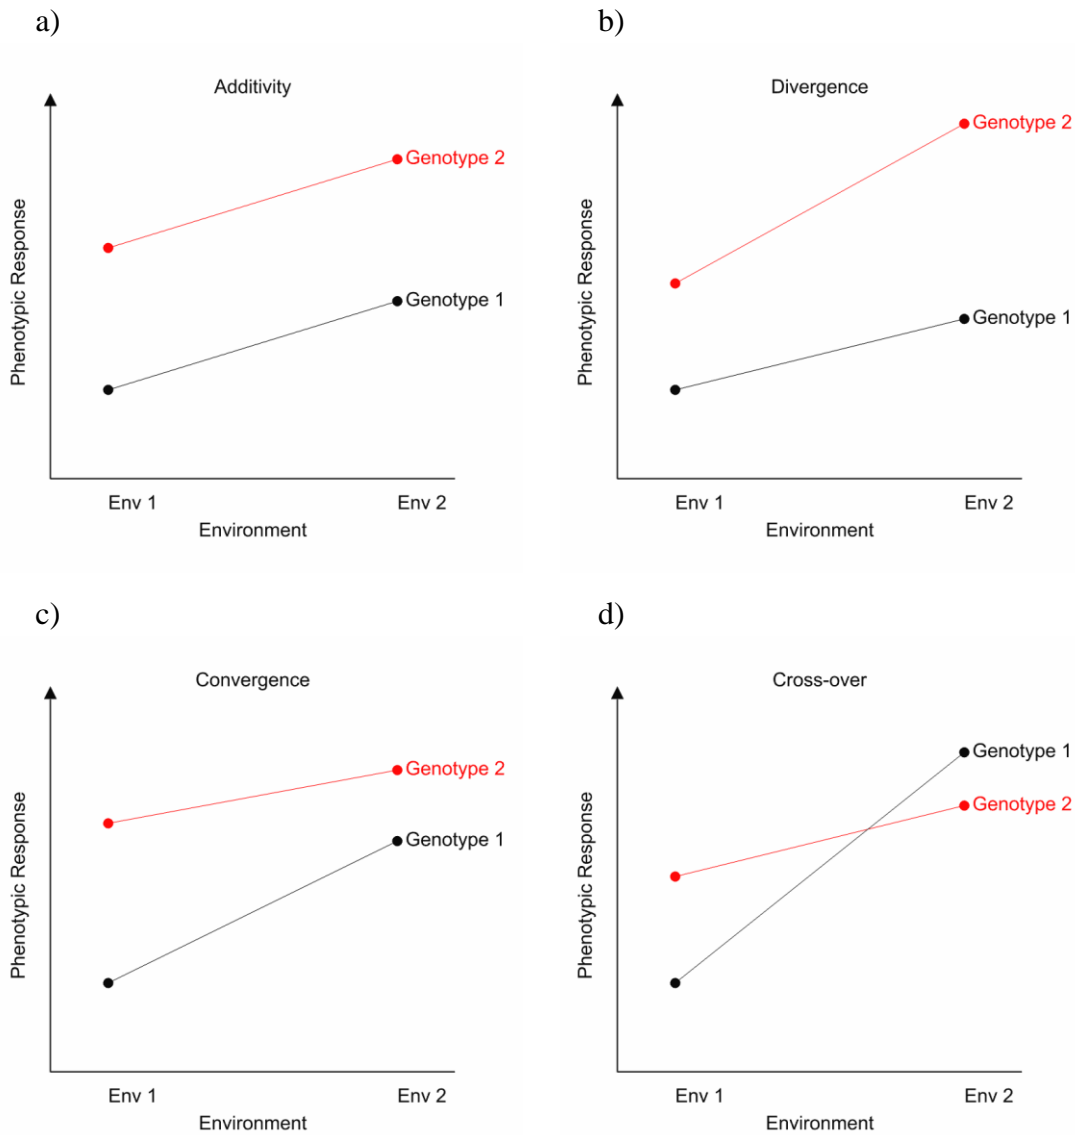 a)
Additivity
Phenotypic Response
Genotype 2
Genotype 1
Env 1
Env 2
Environment
b)
Divergence
Phenotypic Response
Genotype 2
Genotype 1
Env 1
Env 2
Environment
c)
Convergence
Phenotypic Response
Genotype 2
Genotype 1
Env 1
Env 2
Environment
d)
Cross-over
Phenotypic Response
Genotype 1
Genotype 2
Env 1
Env 2
Environment